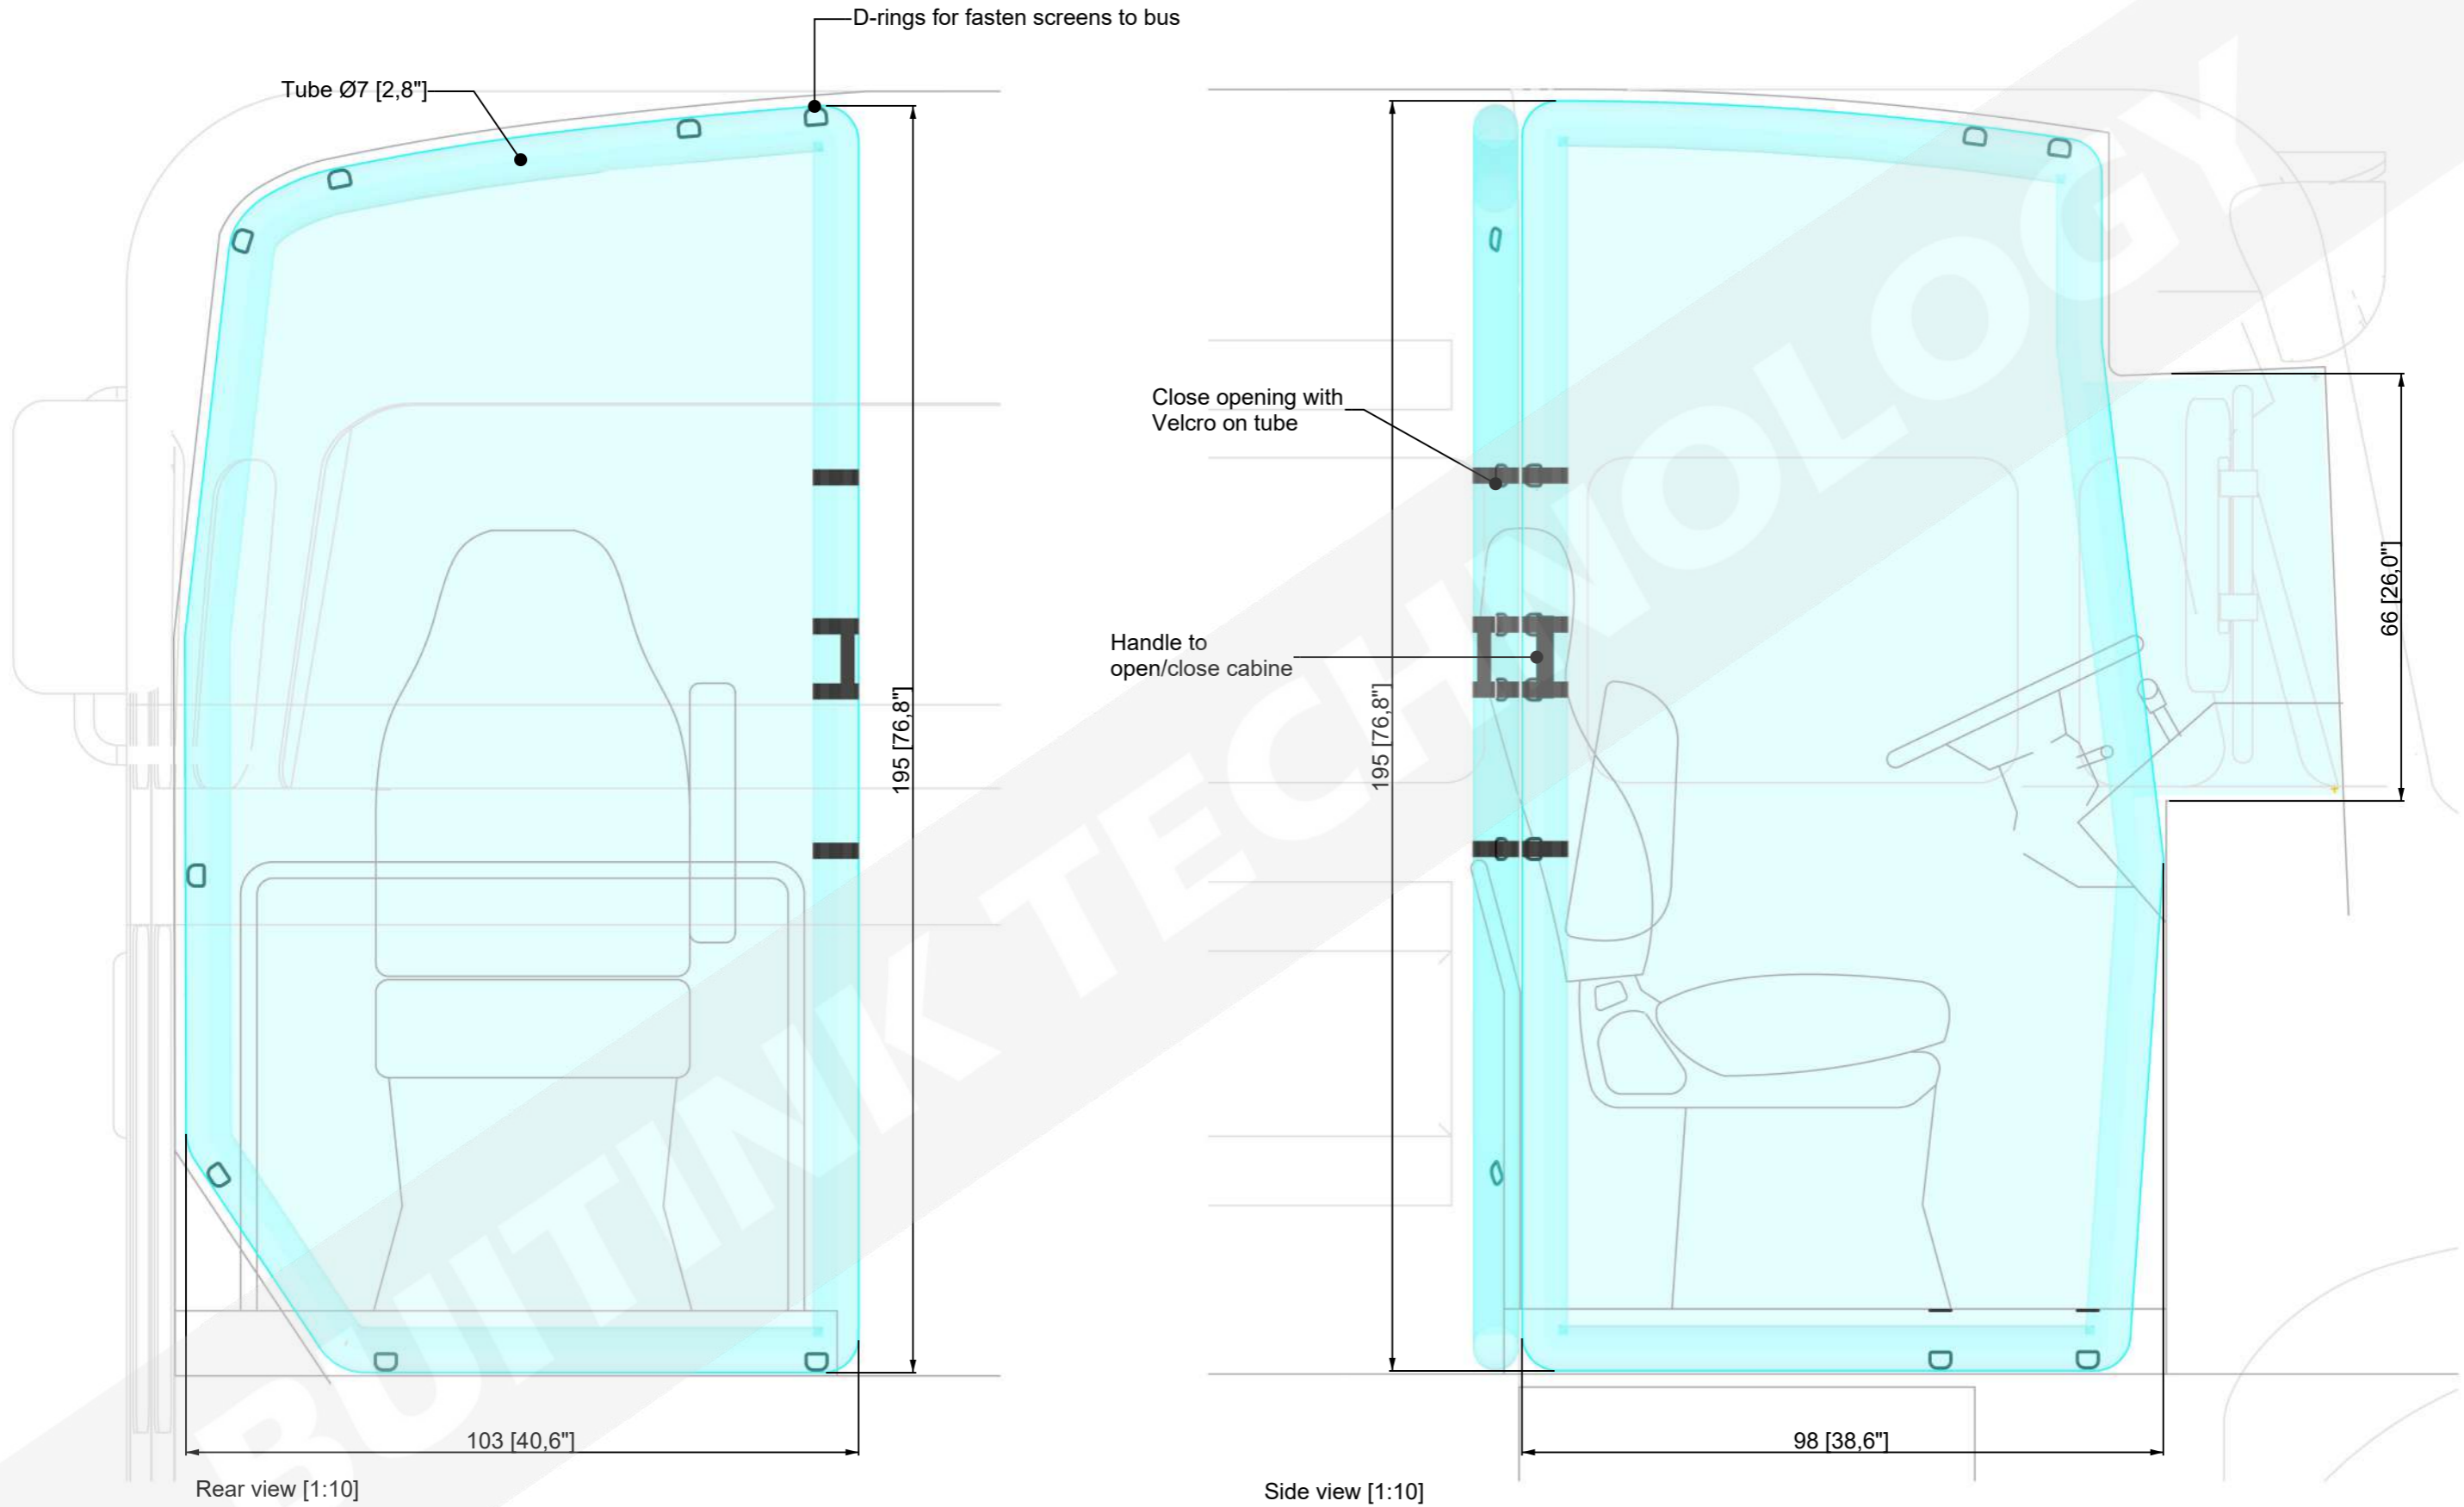 D-rings for fasten screens to bus
Tube Ø7 [2,8"]
195 [76,8"]
103 [40,6"]
Rear view [1:10]
Close opening with
Velcro on tube
Handle to
open/close cabine
195 [76,8"]
66 [26,0"]
98 [38,6"]
Side view [1:10]
BUITINK TECHNOLOGY